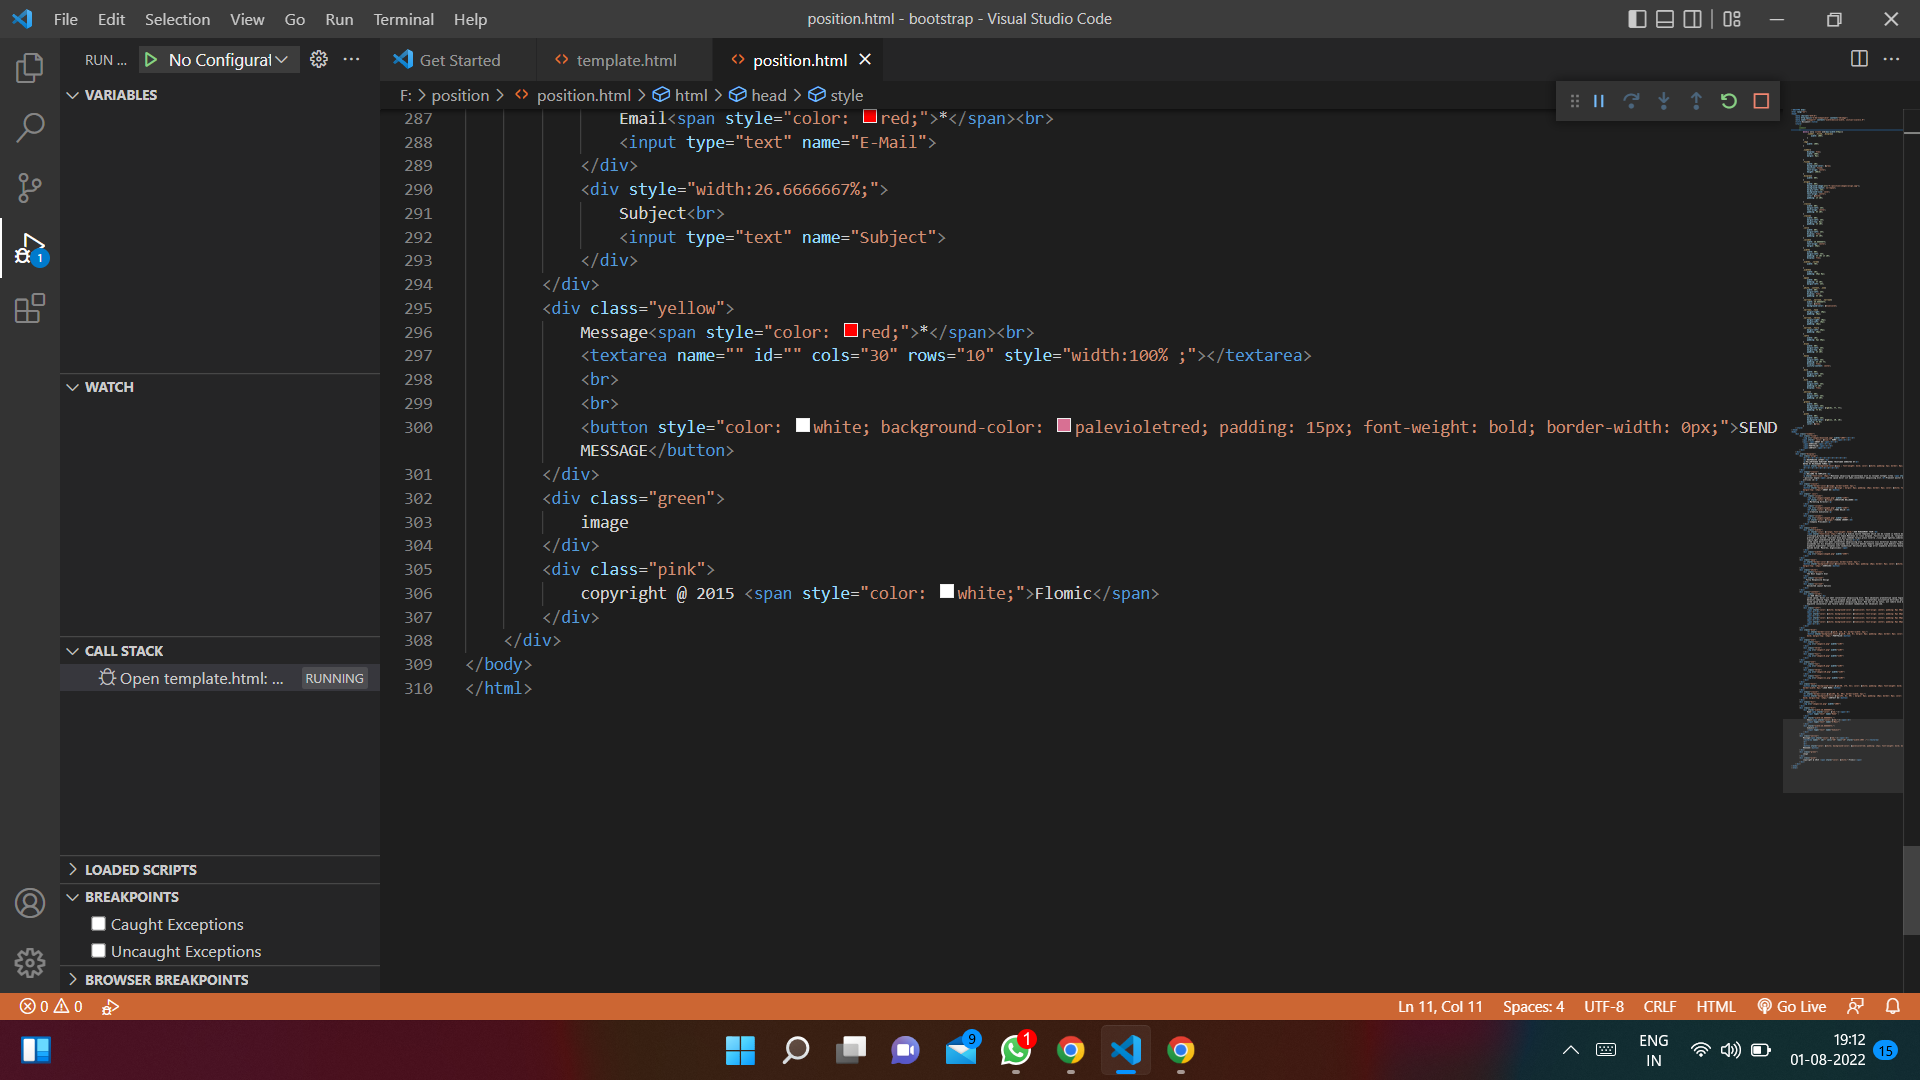 File Edit Selection View Go Run Terminal Help
position.html - bootstrap - Visual Studio Code
RUN ... No Configurat
Get Started template.html position.html
VARIABLES
F: > position > position.html > html > head > style
287 Email<span style="color: red;">*</span><br>
288 <input type="text" name="E-Mail">
289 </div>
290 <div style="width:26.6666667%;">
291 Subject<br>
292 <input type="text" name="Subject">
293 </div>
294 </div>
295 <div class="yellow">
296 Message<span style="color: red;">*</span><br>
297 <textarea name="" id="" cols="30" rows="10" style="width:100% ;"></textarea>
298 <br>
299 <br>
300 <button style="color: white; background-color: palevioletred; padding: 15px; font-weight: bold; border-width: 0px;">SEND
MESSAGE</button>
301 </div>
302 <div class="green">
303 image
304 </div>
305 <div class="pink">
306 copyright @ 2015 <span style="color: white;">Flomic</span>
307 </div>
308 </div>
309 </body>
310 </html>
WATCH
CALL STACK
Open template.html: ... RUNNING
LOADED SCRIPTS
BREAKPOINTS
Caught Exceptions
Uncaught Exceptions
BROWSER BREAKPOINTS
1
0 0
Ln 11, Col 11 Spaces: 4 UTF-8 CRLF HTML Go Live
9
1
ENG
IN
19:12
01-08-2022
15